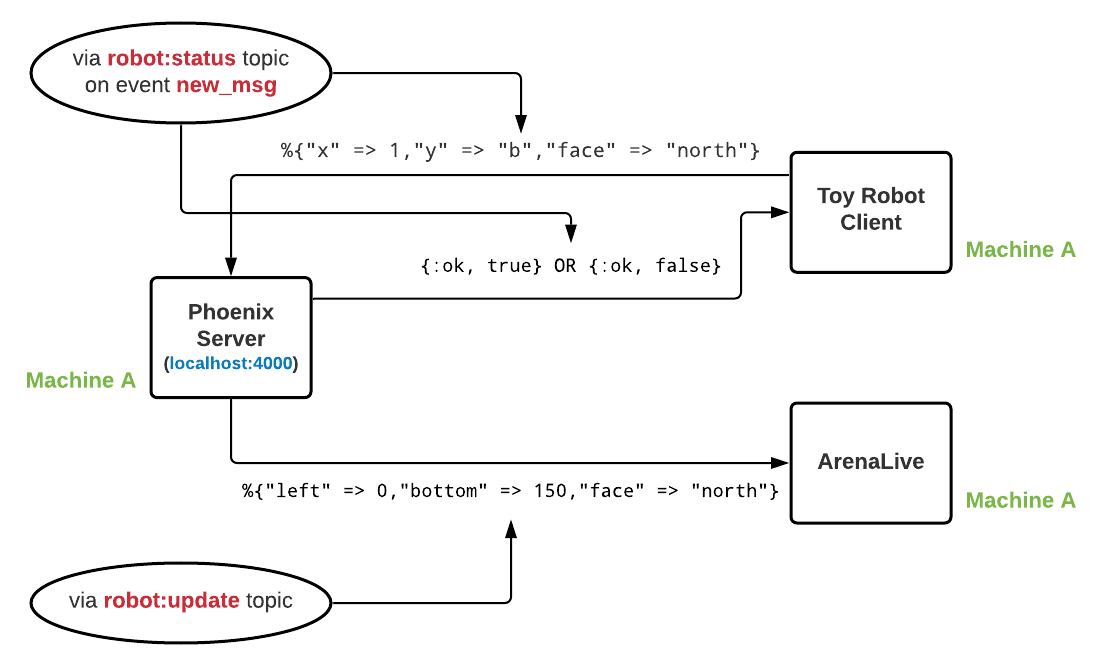 via robot:status topic
on event new_msg
%{"x" => 1,"y" => "b","face" => "north"}
Toy Robot
Client
Machine A
{:ok, true} OR {:ok, false}
Phoenix
Server
(localhost:4000)
Machine A
ArenaLive
%{"left" => 0,"bottom" => 150,"face" => "north"}
Machine A
via robot:update topic